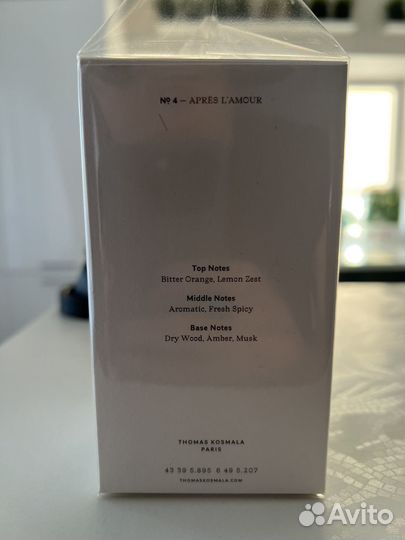 Nº 4 — APRÈS L'AMOUR
Top Notes
Bitter Orange, Lemon Zest
Middle Notes
Aromatic, Fresh Spicy
Base Notes
Dry Wood, Amber, Musk
THOMAS KOSMALA
PARIS
43 39 5.895 6 49 5.207
THOMASKOSMALA.COM
Avito